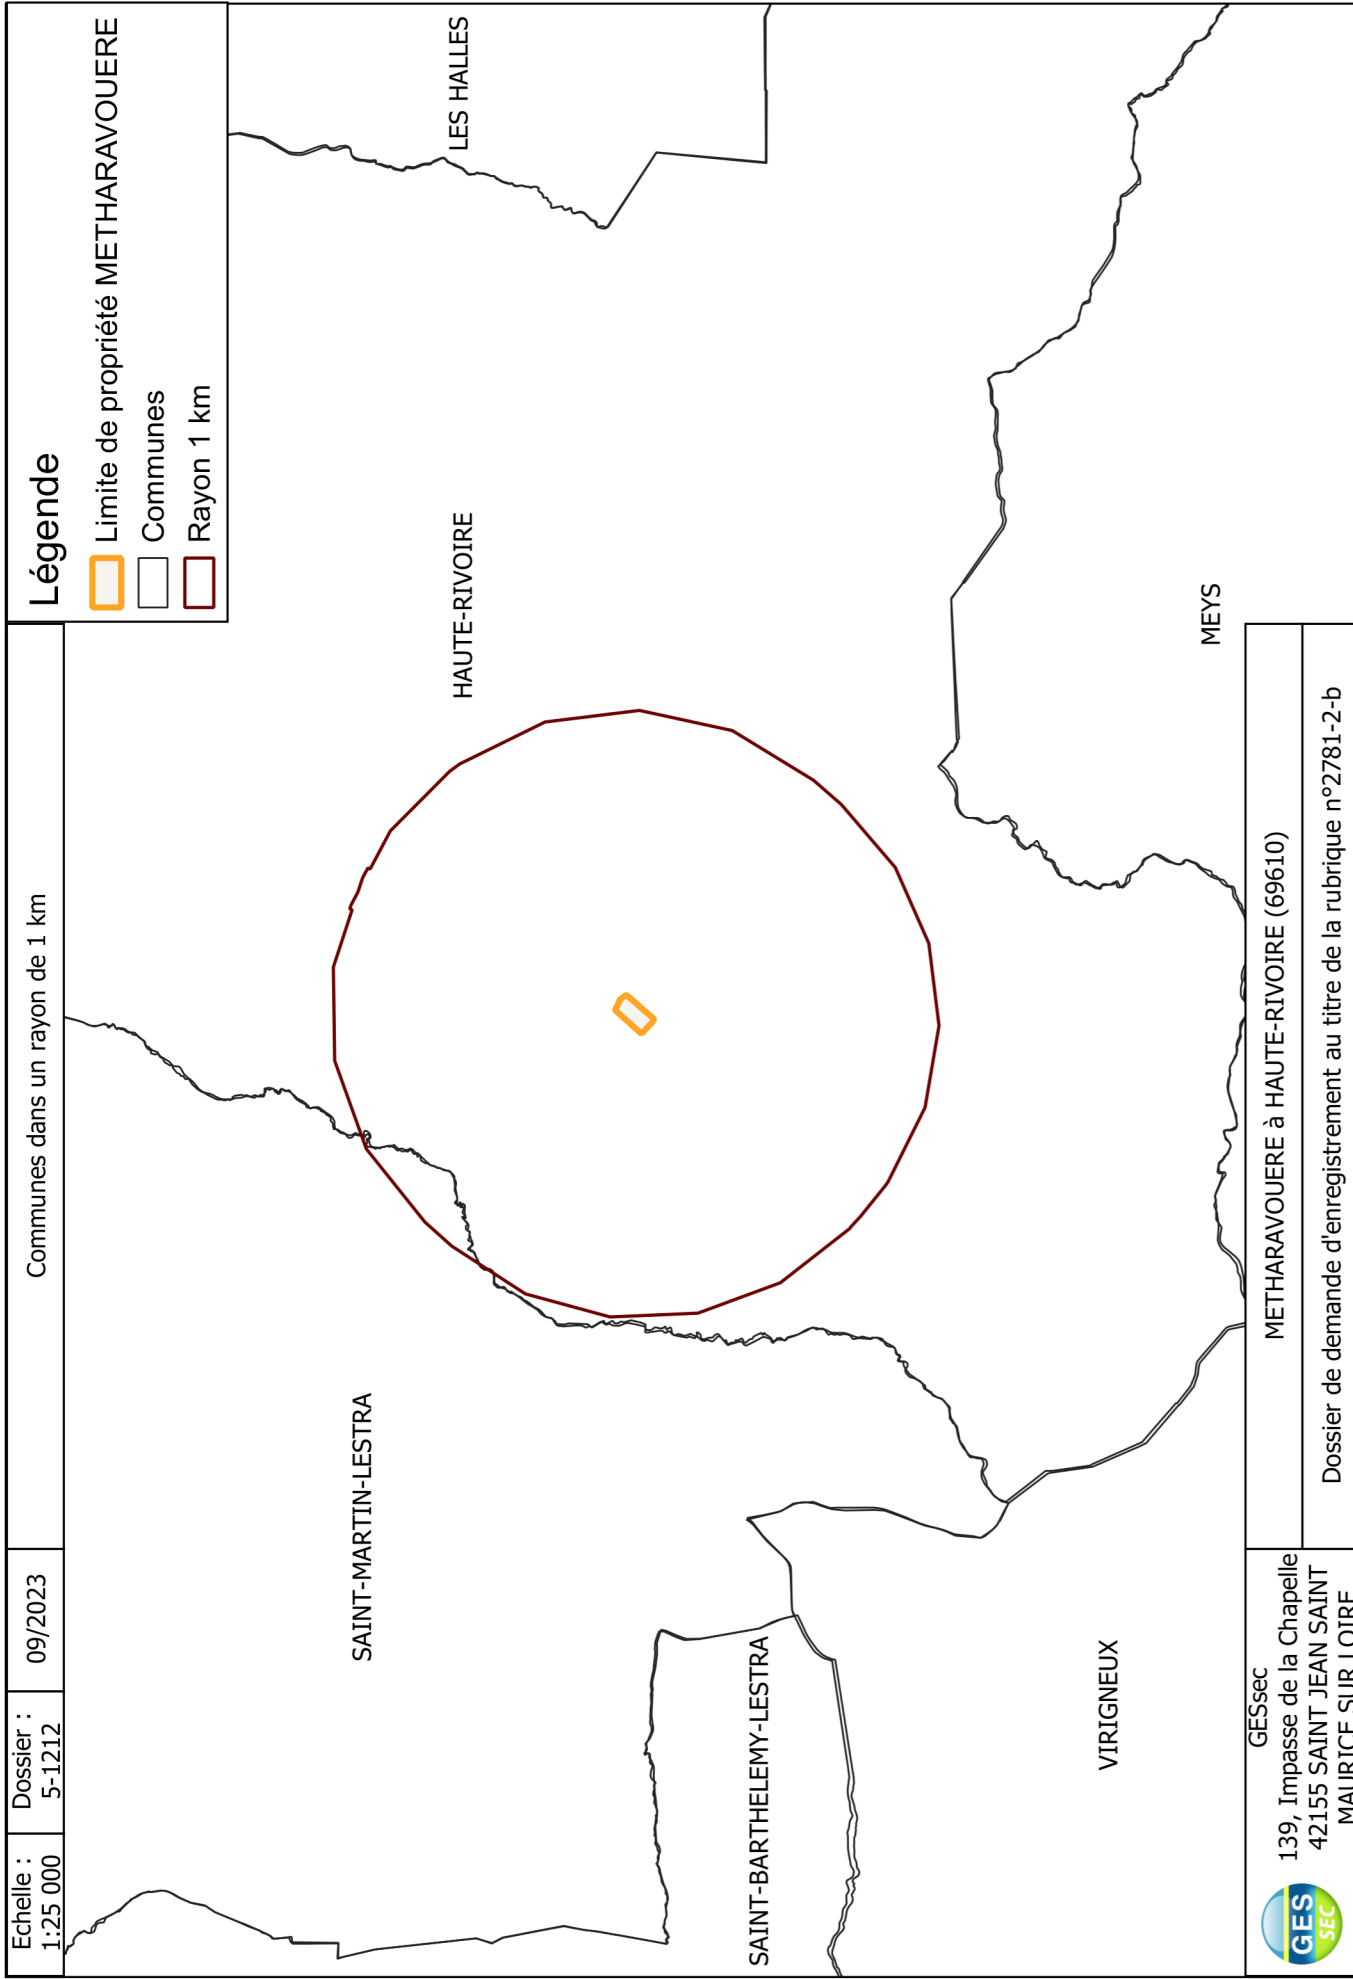 Echelle :
1:25 000
Dossier :
5-1212
09/2023
Communes dans un rayon de 1 km
Légende
Limite de propriété METHARAVOUERE
Communes
Rayon 1 km
LES HALLES
HAUTE-RIVOIRE
SAINT-MARTIN-LESTRA
SAINT-BARTHELEMY-LESTRA
VIRIGNEUX
MEYS
GES
SEC
GESsec
139, Impasse de la Chapelle
42155 SAINT JEAN SAINT
MAURICE SUR LOIRE
METHARAVOUERE à HAUTE-RIVOIRE (69610)
Dossier de demande d'enregistrement au titre de la rubrique n°2781-2-b